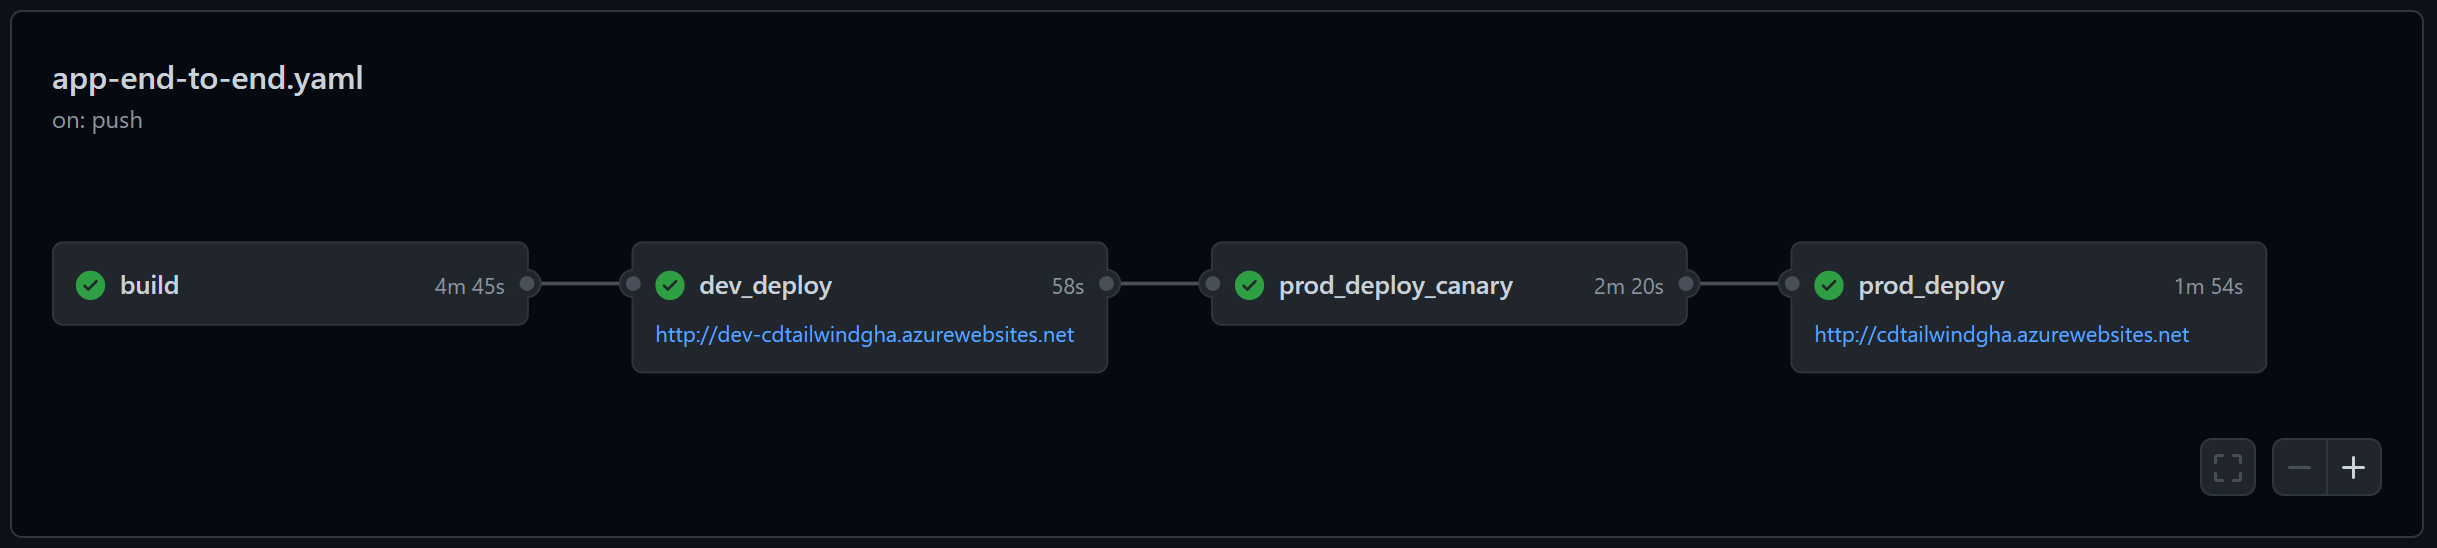 app-end-to-end.yaml
on: push
build 4m 45s
dev_deploy 58s
http://dev-cdtailwindgha.azurewebsites.net
prod_deploy_canary 2m 20s
prod_deploy 1m 54s
http://cdtailwindgha.azurewebsites.net